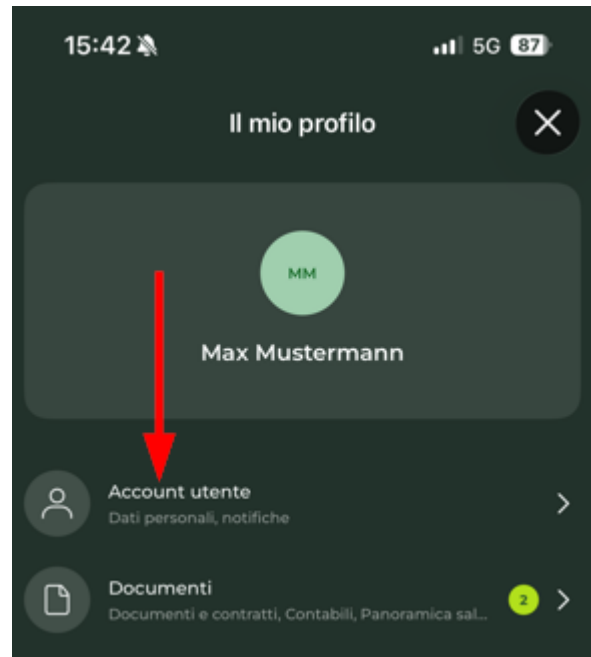 15:42
5G 87
Il mio profilo
MM
Max Mustermann
Account utente
Dati personali, notifiche
Documenti
2
Documenti e contratti, Contabili, Panoramica sal...